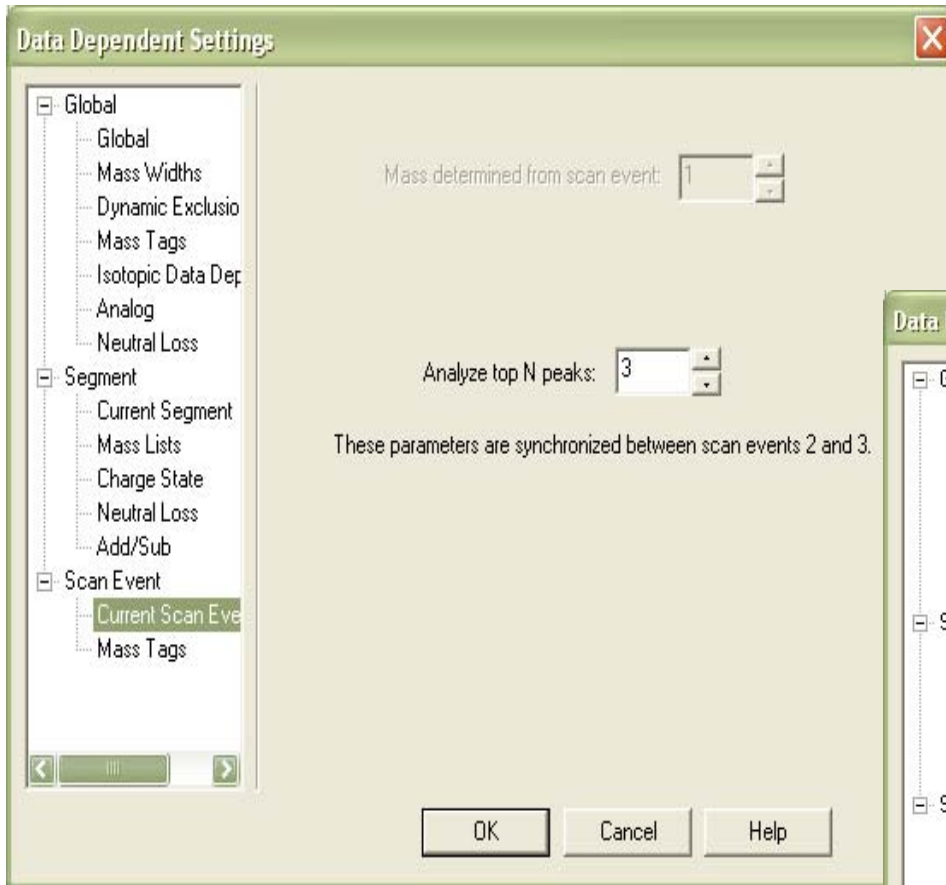 Data Dependent Settings
Global
Global
Mass Widths
Dynamic Exclusio
Mass Tags
Isotopic Data Dep
Analog
Neutral Loss
Segment
Current Segment
Mass Lists
Charge State
Neutral Loss
Add/Sub
Scan Event
Current Scan Eve
Mass Tags
Mass determined from scan event: 1
Analyze top N peaks: 3
These parameters are synchronized between scan events 2 and 3.
OK Cancel Help
Data
G
S
S